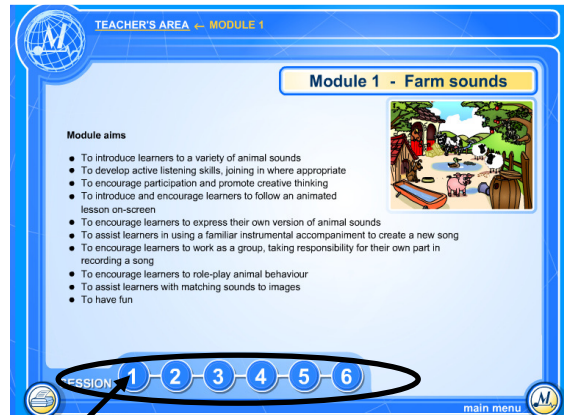 TEACHER'S AREA ← MODULE 1
Module 1 - Farm sounds
Module aims
● To introduce learners to a variety of animal sounds
● To develop active listening skills, joining in where appropriate
● To encourage participation and promote creative thinking
● To introduce and encourage learners to follow an animated
lesson on-screen
● To encourage learners to express their own version of animal sounds
● To assist learners in using a familiar instrumental accompaniment to create a new song
● To encourage learners to work as a group, taking responsibility for their own part in
recording a song
● To encourage learners to role-play animal behaviour
● To assist learners with matching sounds to images
● To have fun
SESSION 1 2 3 4 5 6
main menu
M
M